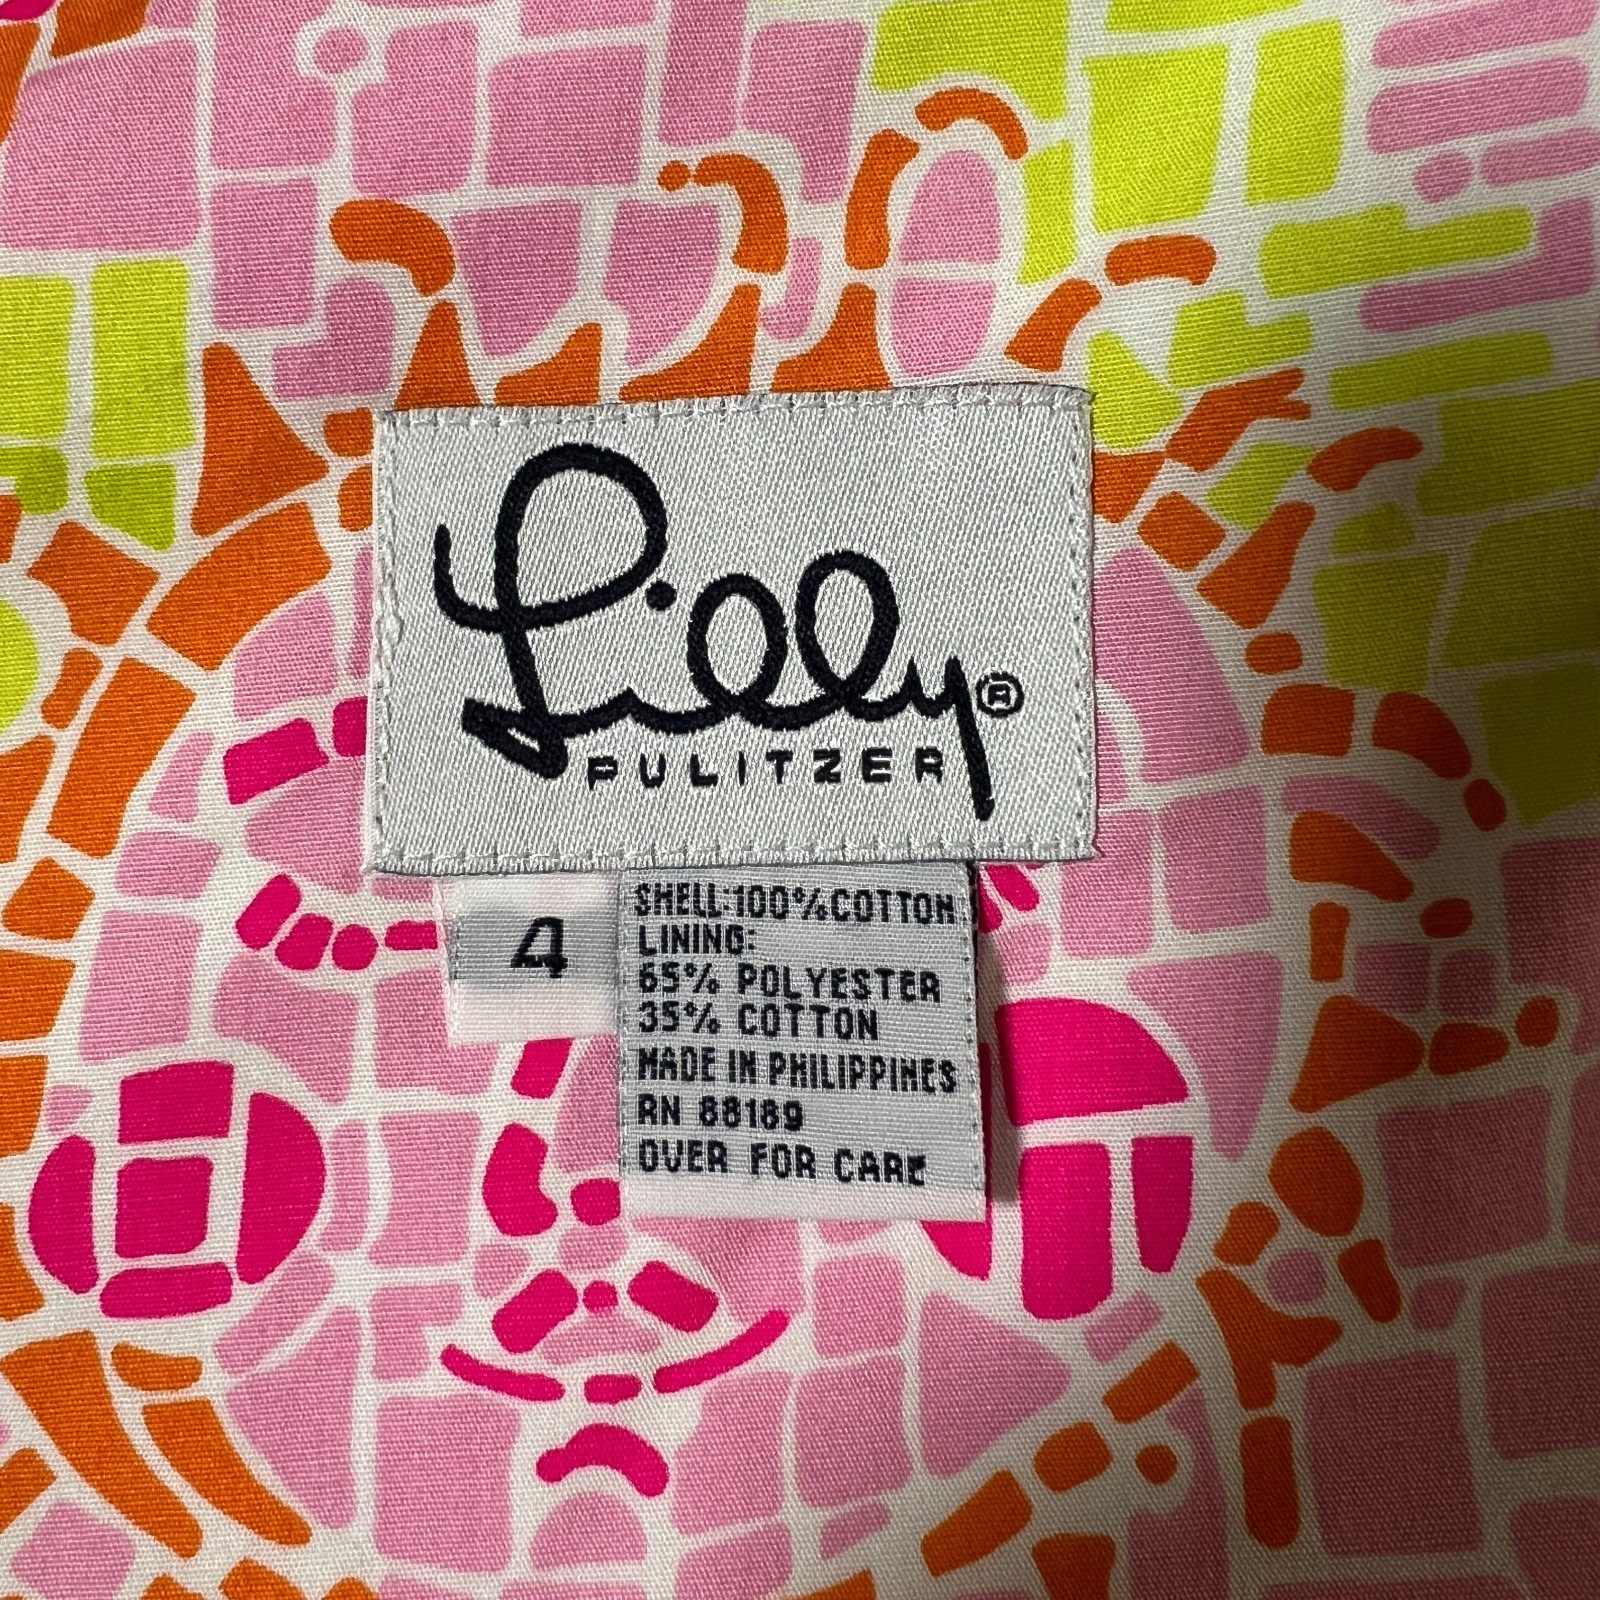 Lilly®
PULITZER
4
SHELL:100%COTTON
LINING:
65% POLYESTER
35% COTTON
MADE IN PHILIPPINES
RN 88189
OVER FOR CARE